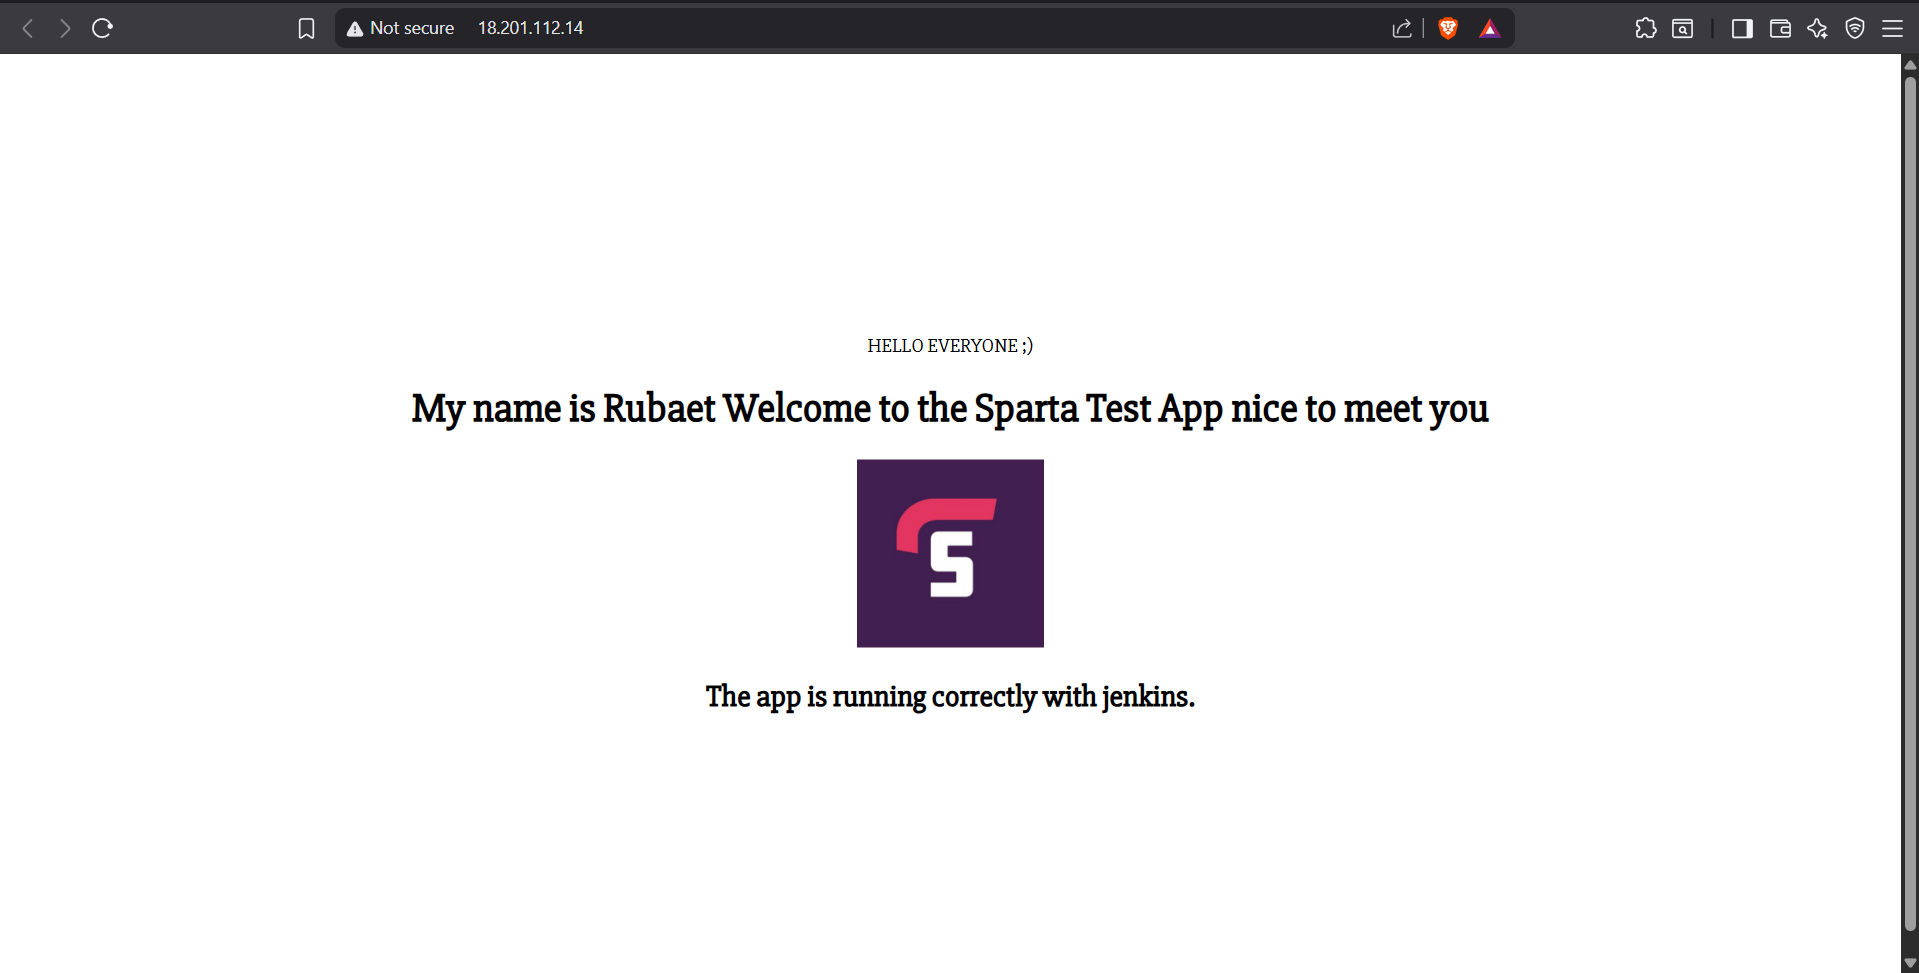 Not secure 18.201.112.14
HELLO EVERYONE ;)
My name is Rubaet Welcome to the Sparta Test App nice to meet you
S
The app is running correctly with jenkins.